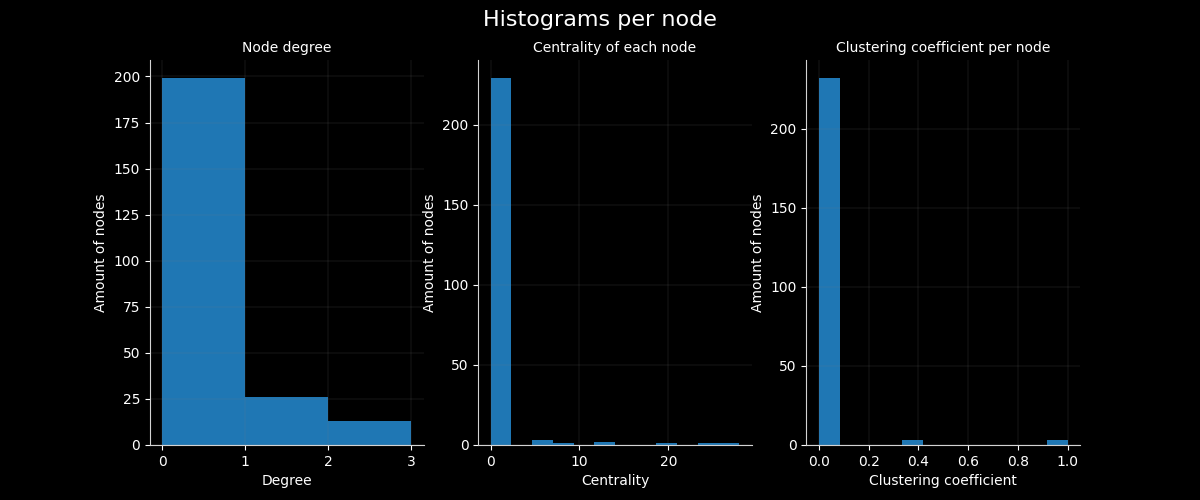 Histograms per node
Node degree
Centrality of each node
Clustering coefficient per node
Amount of nodes
200
175
150
125
100
75
50
25
0
0 1 2 3
Degree
Amount of nodes
200
150
100
50
0
0 10 20
Centrality
Amount of nodes
200
150
100
50
0
0.0 0.2 0.4 0.6 0.8 1.0
Clustering coefficient